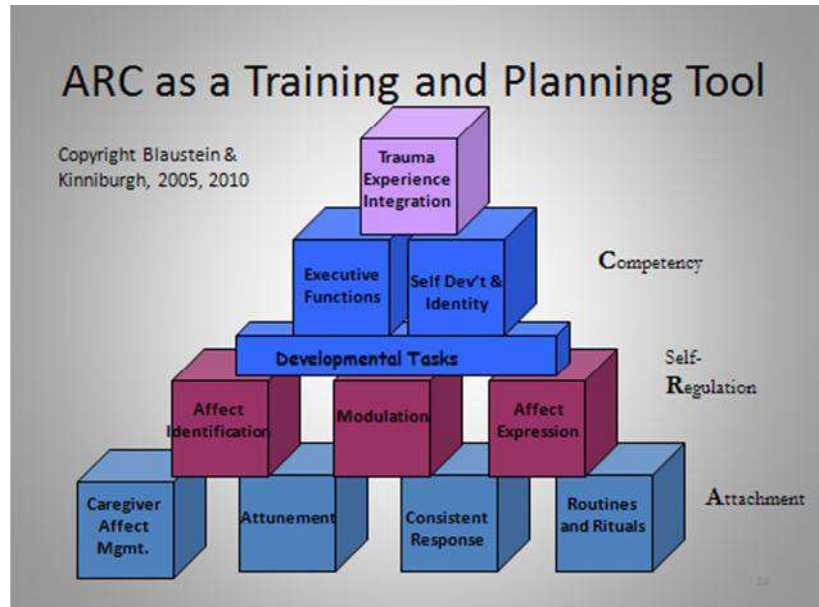 ARC as a Training and Planning Tool
Copyright Blaustein &
Kinniburgh, 2005, 2010
Trauma
Experience
Integration
Executive
Functions
Self Dev't &
Identity
Competency
Developmental Tasks
Self-
Regulation
Affect
Identification
Modulation
Affect
Expression
Attachment
Caregiver
Affect
Mgmt.
Attunement
Consistent
Response
Routines
and Rituals